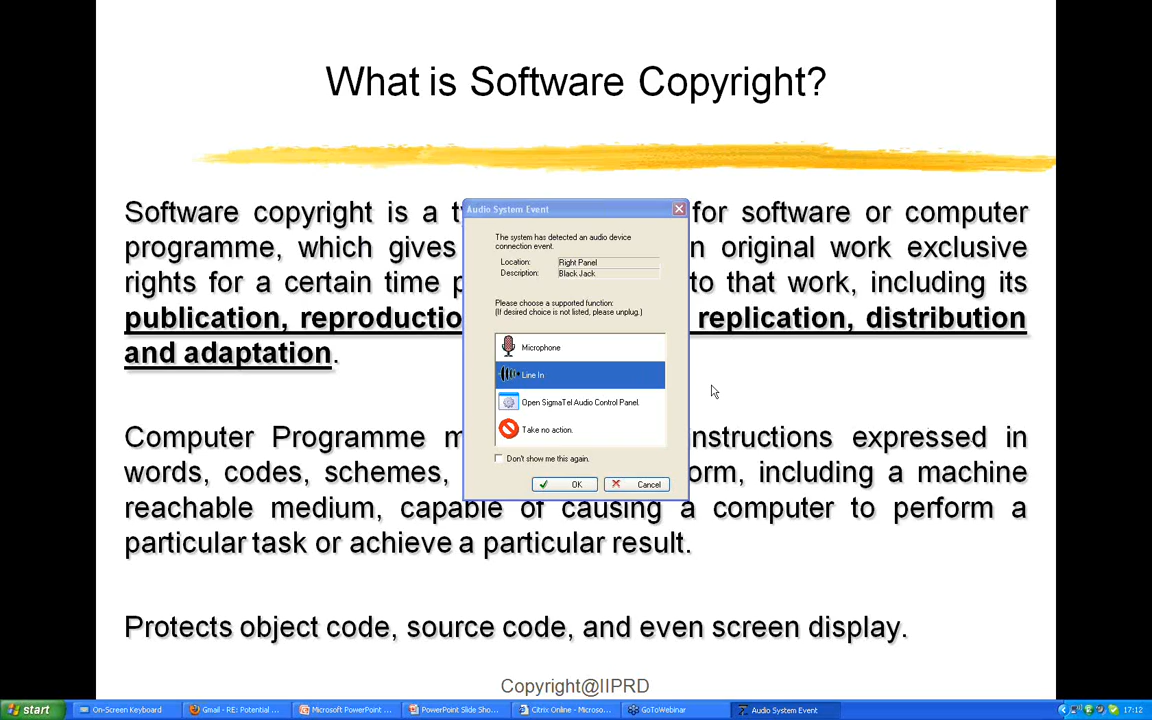 What is Software Copyright?
Software copyright is a for software or computer
programme, which gives original work exclusive
rights for a certain time to that work, including its
publication, replication, distribution
and adaptation.
Computer Programme expressed in
words, codes, schemes, including a machine
reachable medium, capable of causing a computer to perform a
particular task or achieve a particular result.
Protects object code, source code, and even screen display.
Copyright@IIPRD
Audio System Event
The system has detected an audio device
connection event.
Location: Right Panel
Description: Black Jack
Please choose a supported function:
(If desired choice is not listed, please unplug.)
Microphone
Line In
Open SigmaTel Audio Control Panel.
Take no action.
Don't show me this again.
OK Cancel
start On-Screen Keyboard Gmail - RE: Potential ... Microsoft PowerPoint ... PowerPoint Slide Sho... Citrix Online - Microso... GoToWebinar Audio System Event 17:12